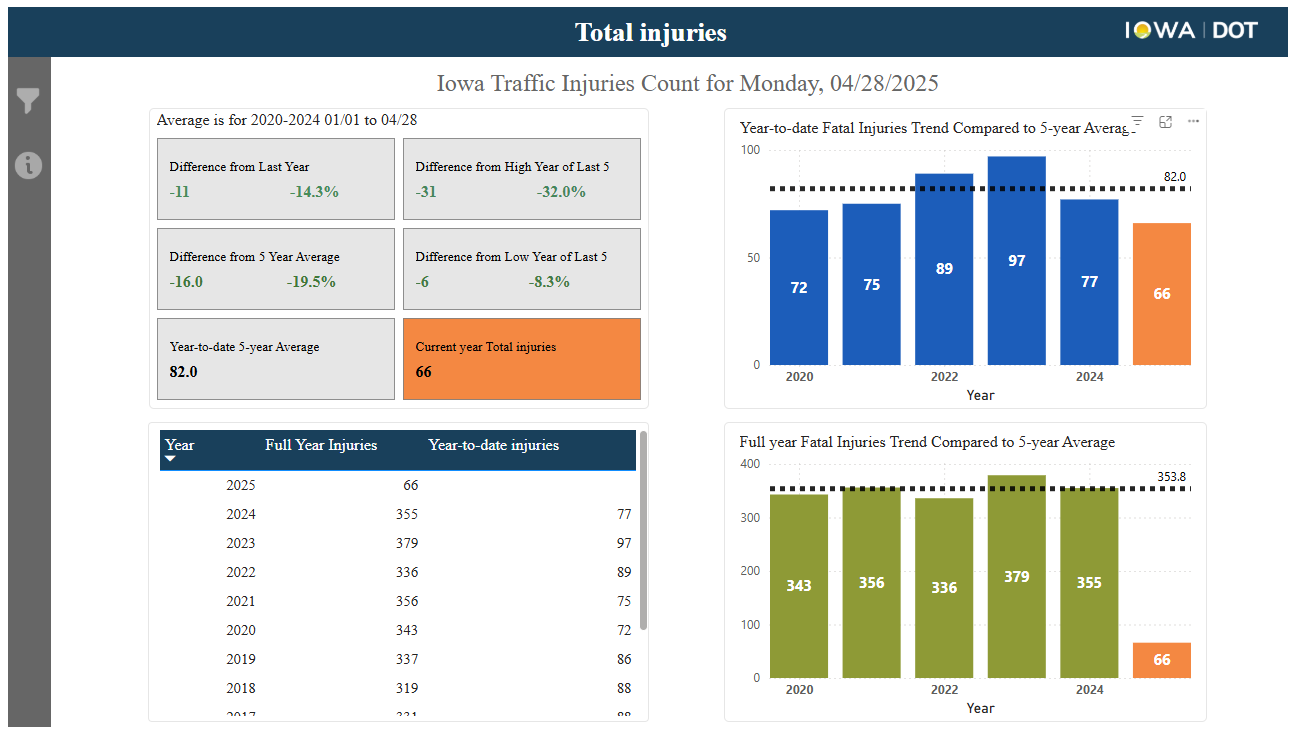 Total injuries
IOWA | DOT
Iowa Traffic Injuries Count for Monday, 04/28/2025
Average is for 2020-2024 01/01 to 04/28
Difference from Last Year
-11 -14.3%
Difference from High Year of Last 5
-31 -32.0%
Difference from 5 Year Average
-16.0 -19.5%
Difference from Low Year of Last 5
-6 -8.3%
Year-to-date 5-year Average
82.0
Current year Total injuries
66
Year-to-date Fatal Injuries Trend Compared to 5-year Averag...
100
50
0
82.0
72
75
89
97
77
66
2020
2022
2024
Year
Year Full Year Injuries Year-to-date injuries
2025 66
2024 355 77
2023 379 97
2022 336 89
2021 356 75
2020 343 72
2019 337 86
2018 319 88
2017 331 88
Full year Fatal Injuries Trend Compared to 5-year Average
400
300
200
100
0
353.8
343
356
336
379
355
66
2020
2022
2024
Year